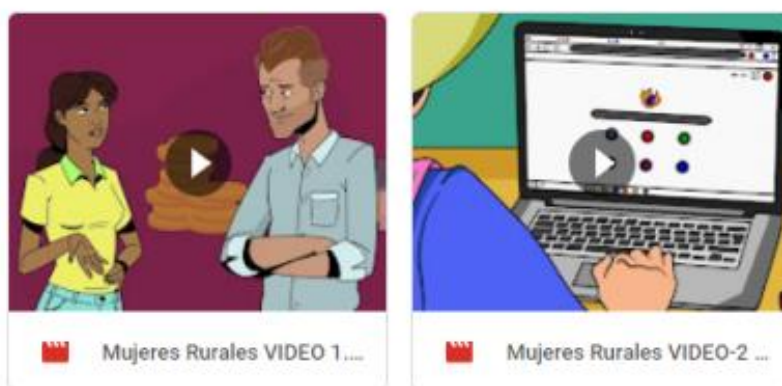 Mujeres Rurales VIDEO 1....
Mujeres Rurales VIDEO-2 ...